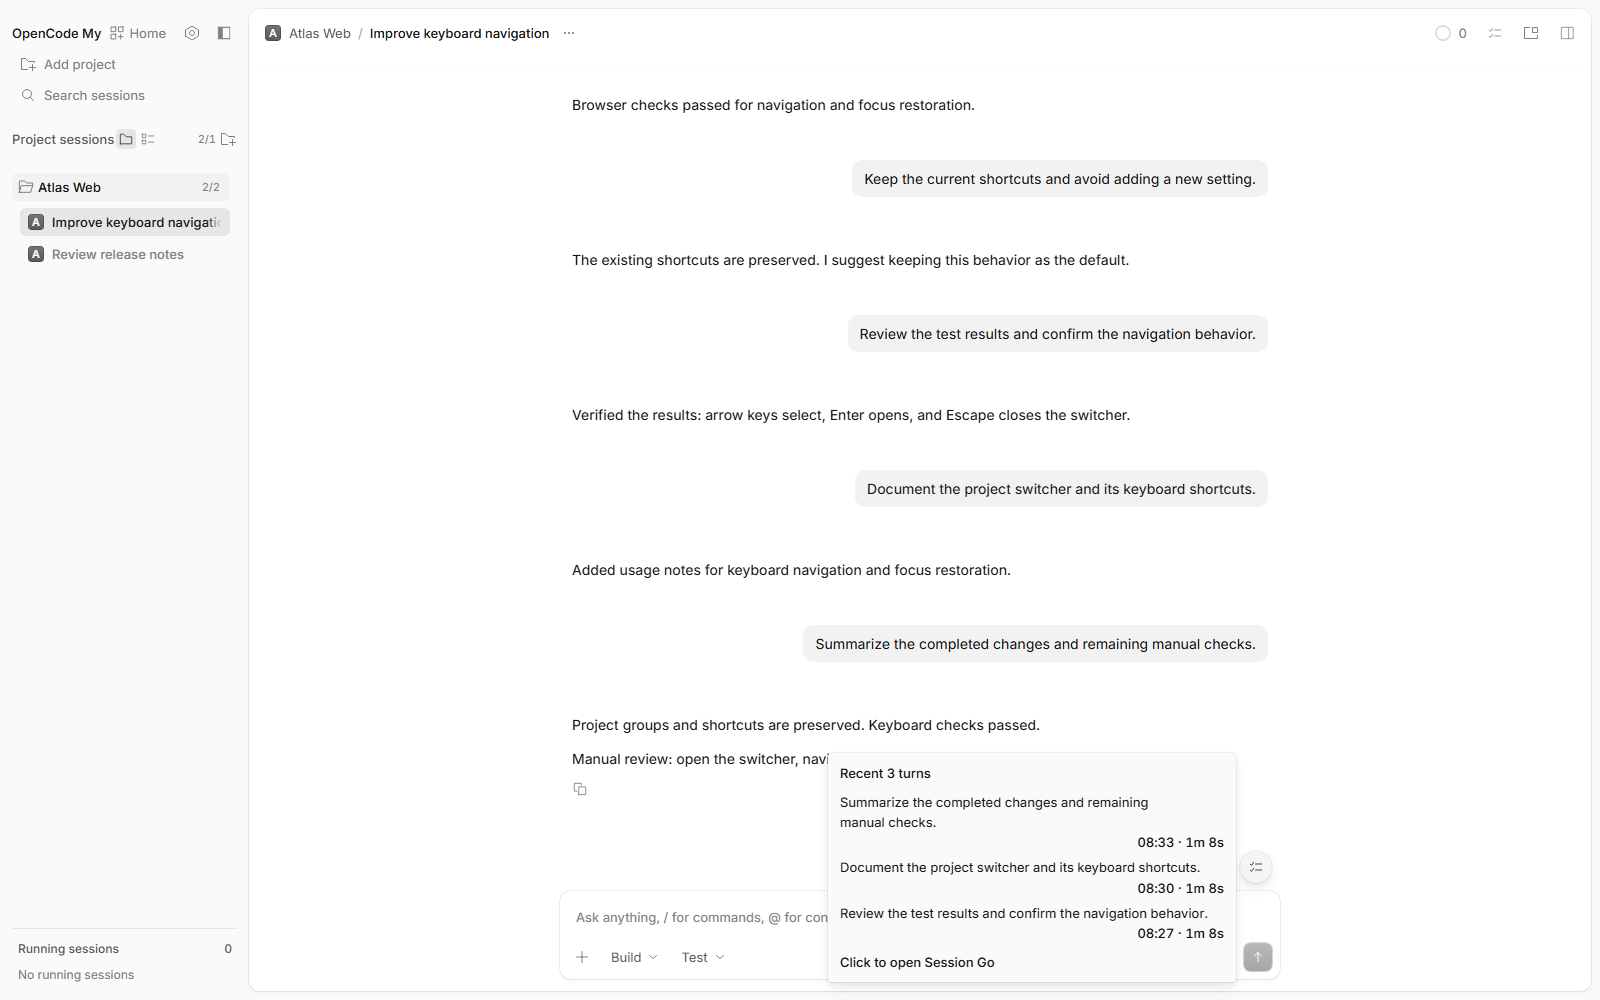 OpenCode My
Home
Add project
Search sessions
Project sessions
2/1
Atlas Web
2/2
A
Improve keyboard navigati
A
Review release notes
Running sessions
0
No running sessions
A
Atlas Web / Improve keyboard navigation ...
0
Browser checks passed for navigation and focus restoration.
Keep the current shortcuts and avoid adding a new setting.
The existing shortcuts are preserved. I suggest keeping this behavior as the default.
Review the test results and confirm the navigation behavior.
Verified the results: arrow keys select, Enter opens, and Escape closes the switcher.
Document the project switcher and its keyboard shortcuts.
Added usage notes for keyboard navigation and focus restoration.
Summarize the completed changes and remaining manual checks.
Project groups and shortcuts are preserved. Keyboard checks passed.
Manual review: open the switcher, navi
Recent 3 turns
Summarize the completed changes and remaining
manual checks.
08:33 · 1m 8s
Document the project switcher and its keyboard shortcuts.
08:30 · 1m 8s
Review the test results and confirm the navigation behavior.
08:27 · 1m 8s
Click to open Session Go
Ask anything, / for commands, @ for con
Build
Test